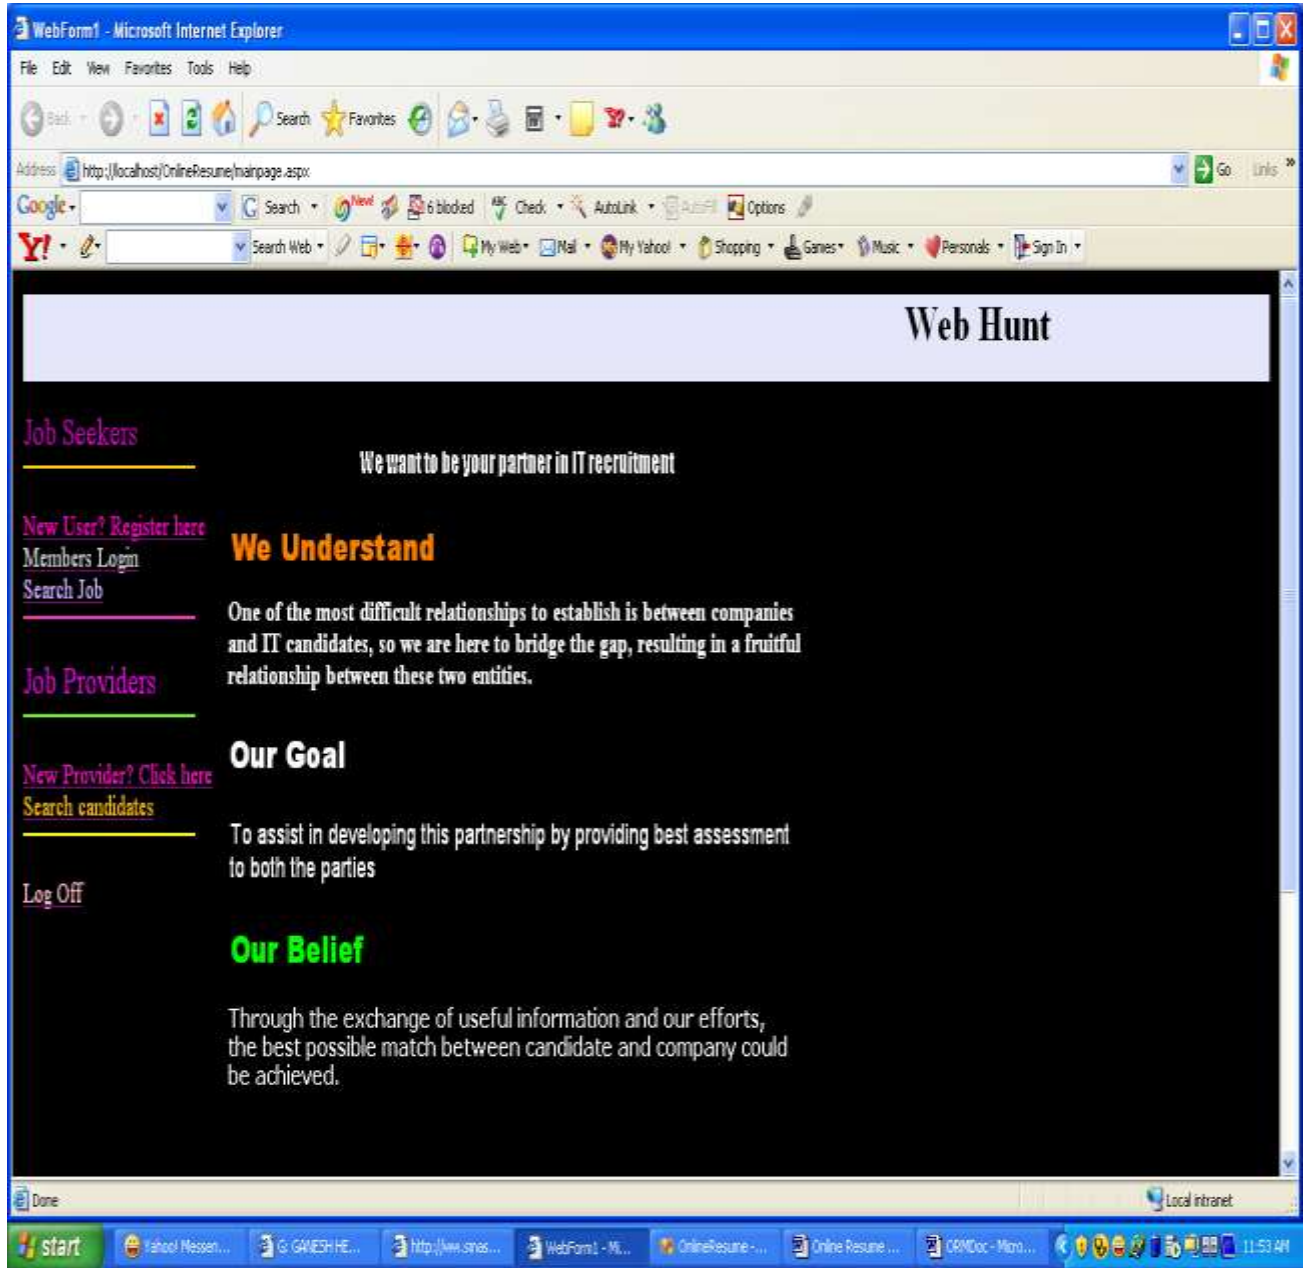 WebForm1 - Microsoft Internet Explorer
File Edit View Favorites Tools Help
Back Search Favorites
Address http://localhost/OnlineResume/mainpage.aspx Go Links »
Google Search New! 6 blocked ABC Check AutoLink AutoFill Options
Y! Search Web My Web Mail My Yahoo! Shopping Games Music Personals Sign In
Web Hunt
Job Seekers
We want to be your partner in IT recruitment
New User? Register here
Members Login
Search Job
We Understand
One of the most difficult relationships to establish is between companies
and IT candidates, so we are here to bridge the gap, resulting in a fruitful
relationship between these two entities.
Job Providers
New Provider? Click here
Search candidates
Our Goal
To assist in developing this partnership by providing best assessment
to both the parties
Log Off
Our Belief
Through the exchange of useful information and our efforts,
the best possible match between candidate and company could
be achieved.
Done Local intranet
start Yahoo! Messen... G: GANESH HE... WebForm1 - Mi... OnlineResume -... Online Resume ... ORMDoc - Micro... 11:53 AM